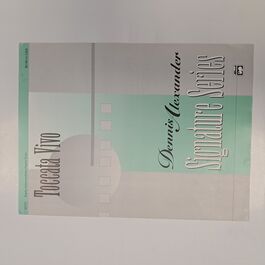 Toccata Vivo
Dennis Alexander
Signature Series